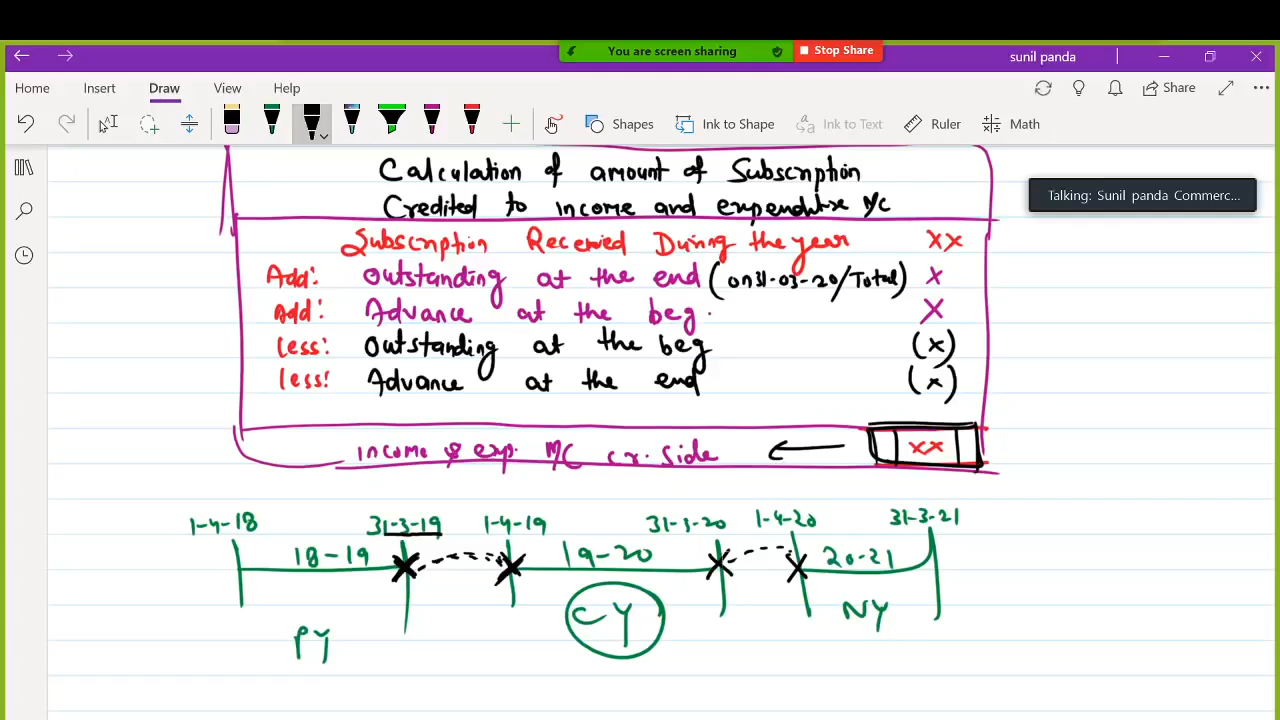 You are screen sharing
Stop Share
sunil panda
Home Insert Draw View Help
Share
Shapes Ink to Shape Ink to Text Ruler Math
Talking: Sunil panda Commerc...
Calculation of amount of Subscription
Credited to income and expenditure A/c
Subscription Received During the year xx
Add: Outstanding at the end (on 31-03-20/Total) x
Add: Advance at the beg. X
less: Outstanding at the beg (x)
less: Advance at the end (x)
income & exp. A/C cr. side xx
1-4-18 31-3-19 1-4-19 31-3-20 1-4-20 31-3-21
18-19 19-20 20-21
PY CY NY